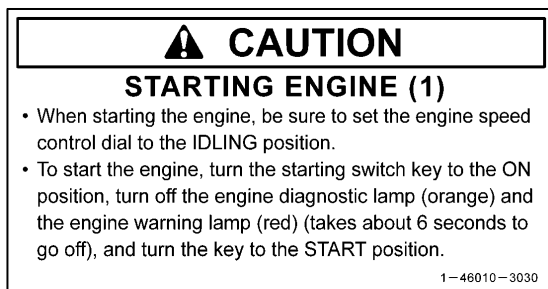 CAUTION
STARTING ENGINE (1)
• When starting the engine, be sure to set the engine speed
control dial to the IDLING position.
• To start the engine, turn the starting switch key to the ON
position, turn off the engine diagnostic lamp (orange) and
the engine warning lamp (red) (takes about 6 seconds to
go off), and turn the key to the START position.
1-46010-3030